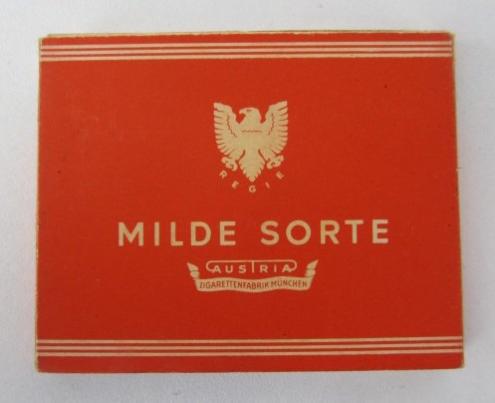 REGIE
MILDE SORTE
AUSTRIA
ZIGARETTENFABRIK MÜNCHEN